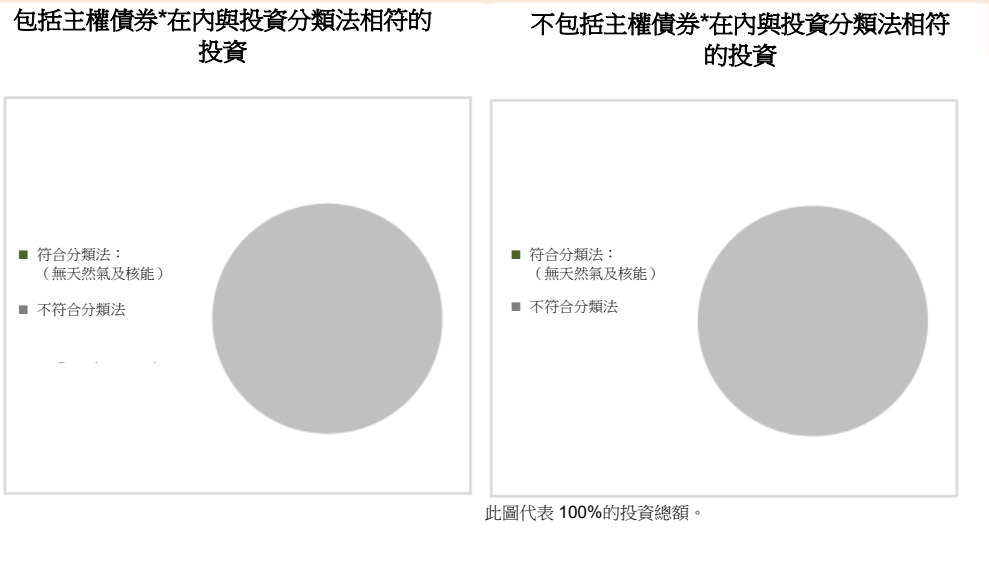 包括主權債券*在內與投資分類法相符的
投資
符合分類法：
（無天然氣及核能）
不符合分類法
不包括主權債券*在內與投資分類法相符
的投資
符合分類法：
（無天然氣及核能）
不符合分類法
此圖代表 100%的投資總額。